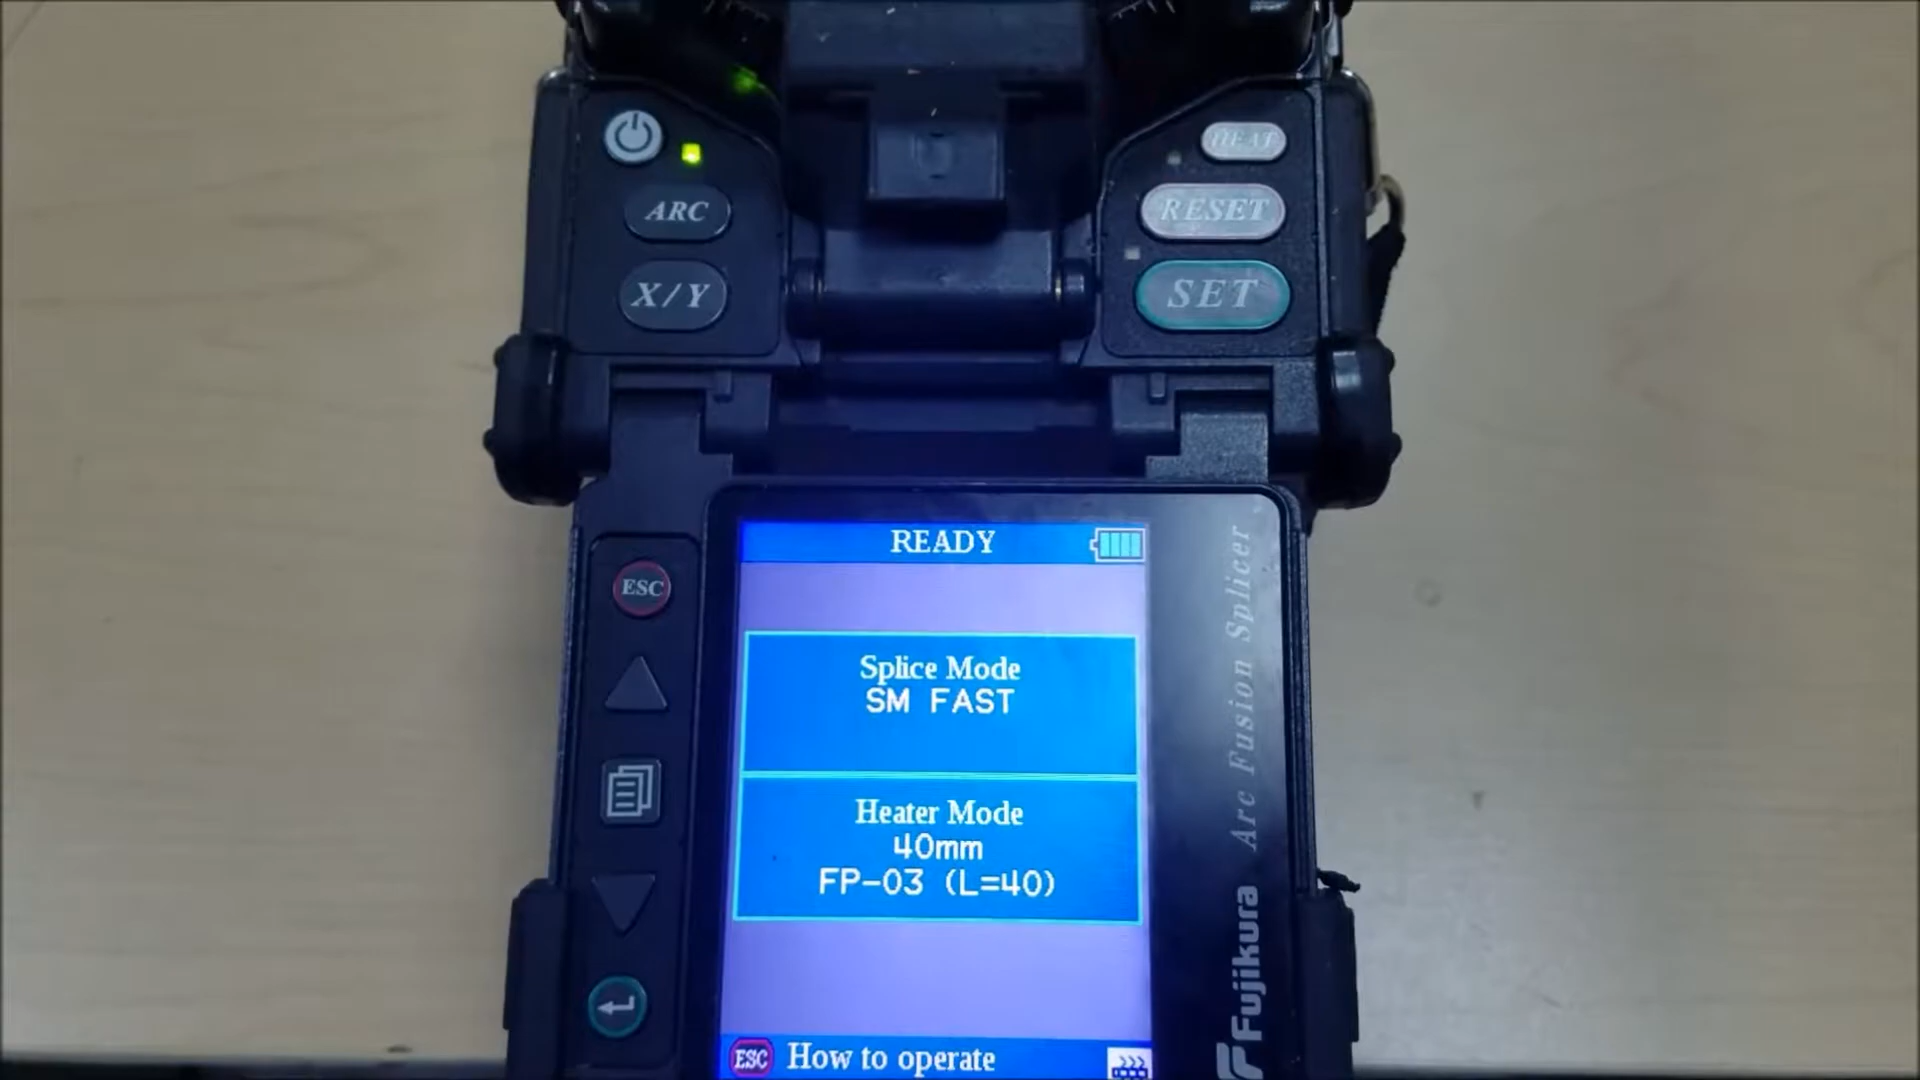 HEAT
ARC
RESET
X/Y
SET
READY
ESC
Splice Mode
SM FAST
Heater Mode
40mm
FP-03 (L=40)
ESC How to operate
Fujikura Arc Fusion Splicer